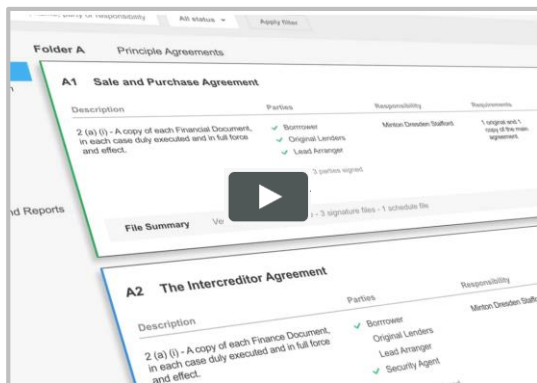 party or responsibility
All status
Apply filter
Folder A Principle Agreements
A1 Sale and Purchase Agreement
Description Parties Responsibility Requirements
2 (a) (i) - A copy of each Financial Document,
in each case duly executed and in full force
and effect.
Borrower
Original Lenders
Lead Arranger
3 parties signed
Minton Dresden Stafford
1 original and 1
copy of the main
agreement
nd Reports
File Summary Ve - 3 signature files - 1 schedule file
A2 The Intercreditor Agreement
Description Parties Responsibility
2 (a) (i) - A copy of each Finance Document,
in each case duly executed and in full force
and effect.
Borrower
Original Lenders
Lead Arranger
Security Agent
Minton Dresden